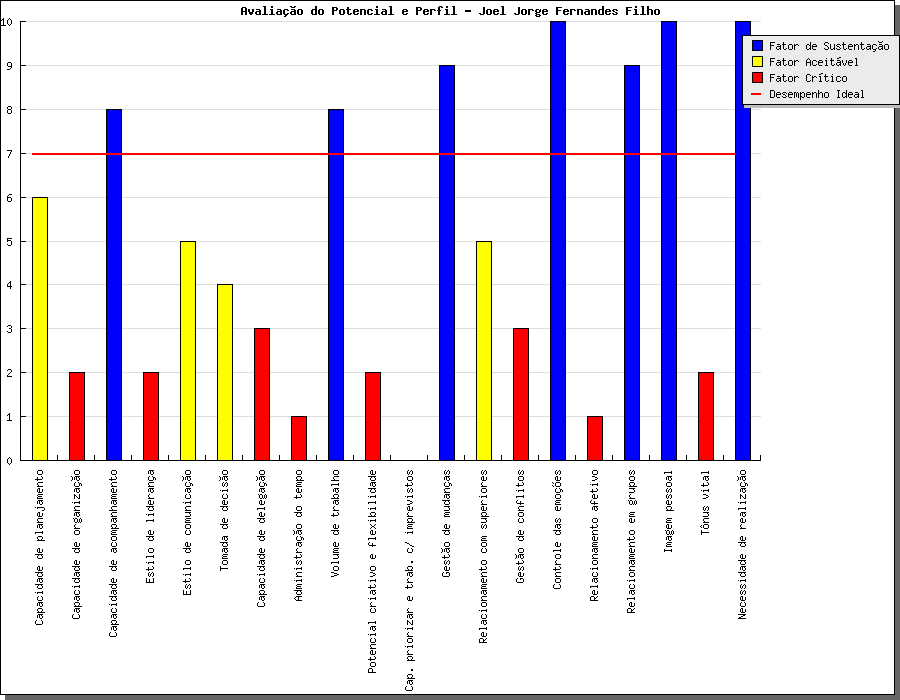 Avaliação do Potencial e Perfil - Joel Jorge Fernandes Filho
Fator de Sustentação
Fator Aceitável
Fator Crítico
Desempenho Ideal
10
9
8
7
6
5
4
3
2
1
0
Capacidade de planejamento
Capacidade de organização
Capacidade de acompanhamento
Estilo de liderança
Estilo de comunicação
Tomada de decisão
Capacidade de delegação
Administração do tempo
Volume de trabalho
Potencial criativo e flexibilidade
Cap. priorizar e trab. c/ imprevistos
Gestão de mudanças
Relacionamento com superiores
Gestão de conflitos
Controle das emoções
Relacionamento afetivo
Relacionamento em grupos
Imagem pessoal
Tônus vital
Necessidade de realização